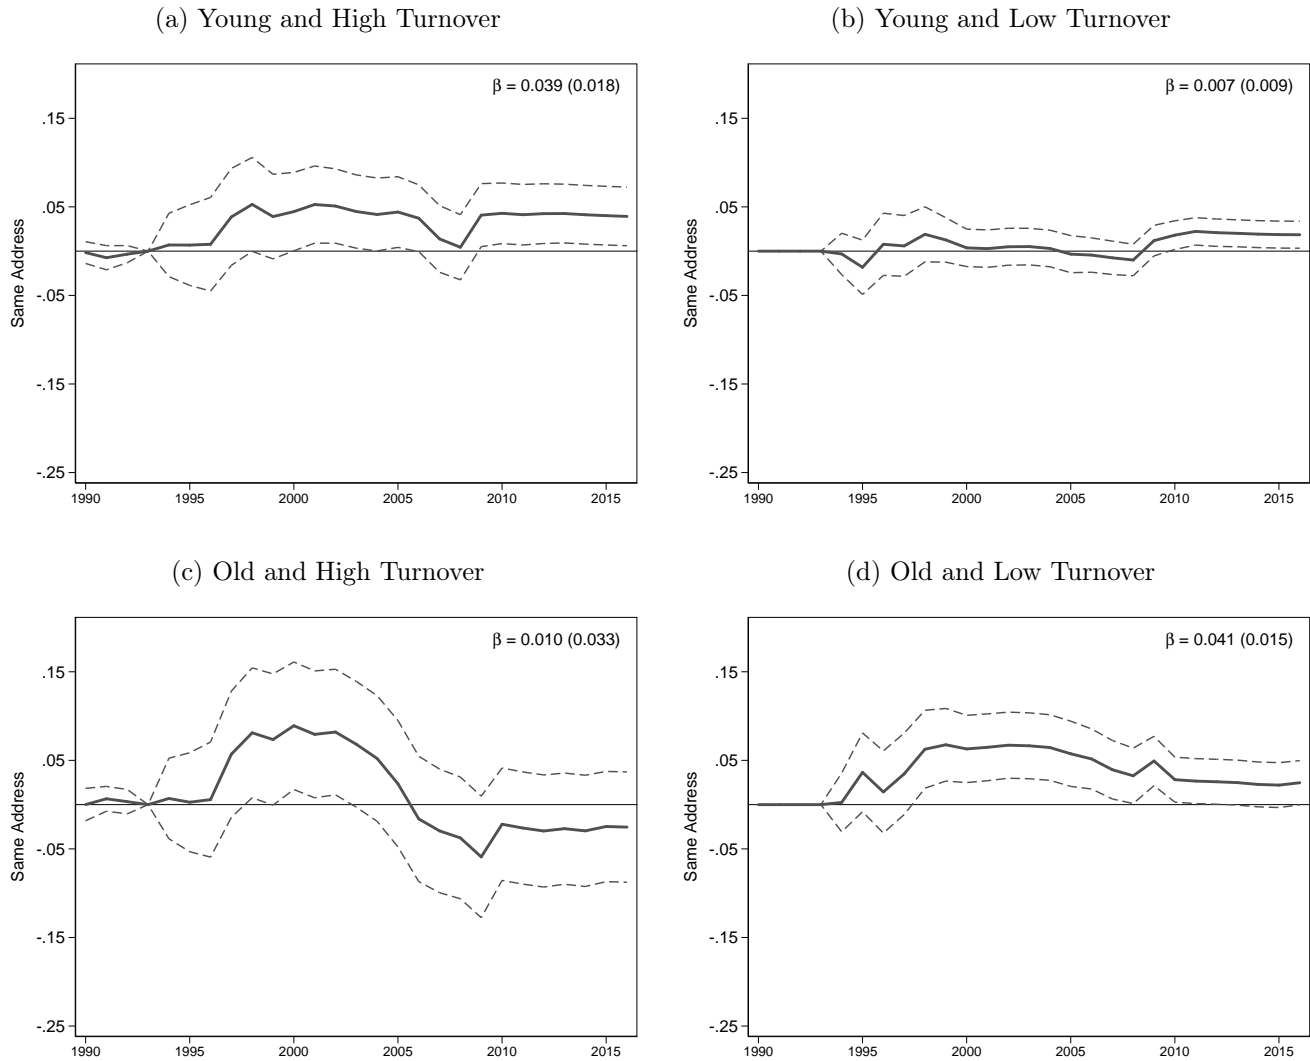 (a) Young and High Turnover
β = 0.039 (0.018)
.15
.05
-.05
-.15
-.25
Same Address
1990 1995 2000 2005 2010 2015
(b) Young and Low Turnover
β = 0.007 (0.009)
.15
.05
-.05
-.15
-.25
Same Address
1990 1995 2000 2005 2010 2015
(c) Old and High Turnover
β = 0.010 (0.033)
.15
.05
-.05
-.15
-.25
Same Address
1990 1995 2000 2005 2010 2015
(d) Old and Low Turnover
β = 0.041 (0.015)
.15
.05
-.05
-.15
-.25
Same Address
1990 1995 2000 2005 2010 2015